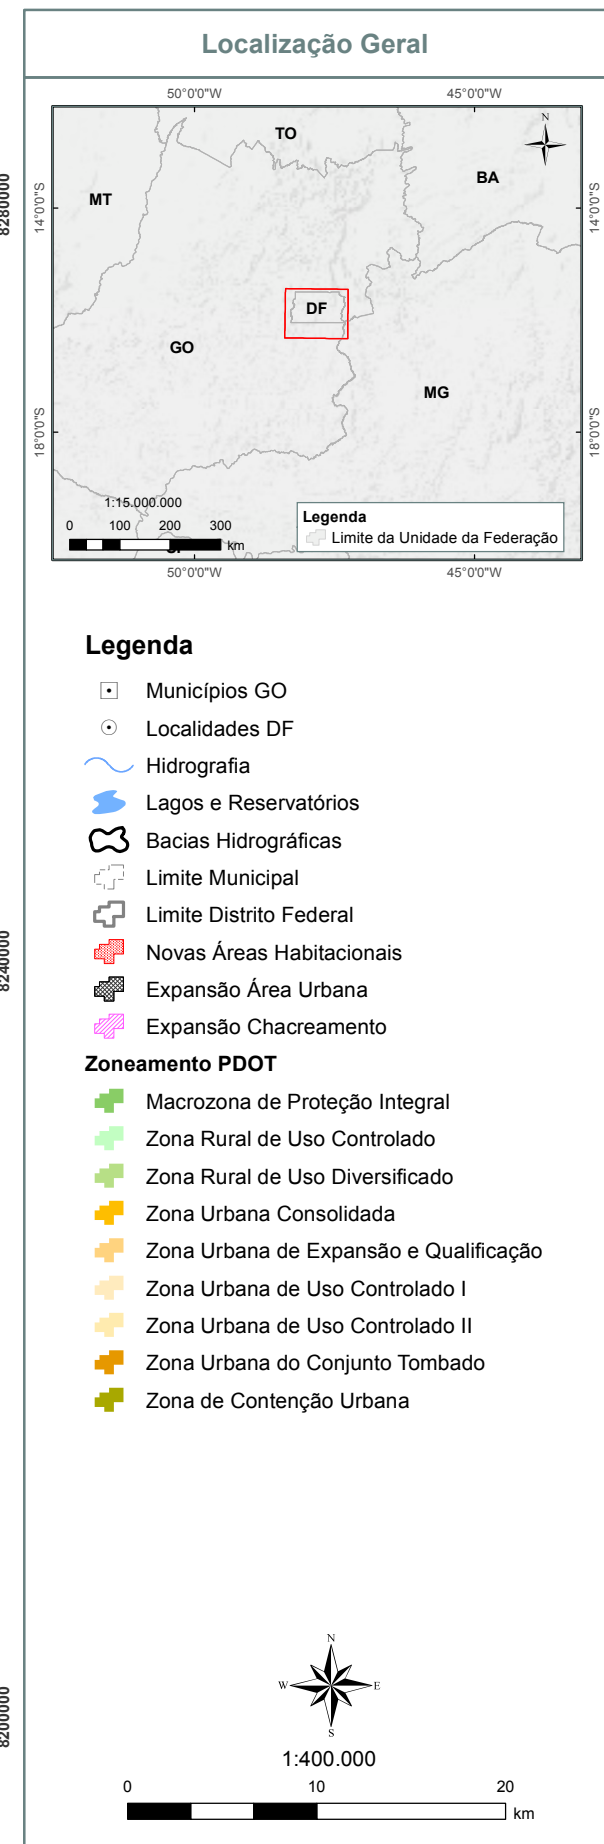 Localização Geral
50°0'0"W
45°0'0"W
N
TO
BA
MT
14°0'0"S
14°0'0"S
8280000
DF
GO
MG
18°0'0"S
18°0'0"S
1:15.000.000
0 100 200 300
km
Legenda
Limite da Unidade da Federação
50°0'0"W
45°0'0"W
Legenda
Municípios GO
Localidades DF
Hidrografia
Lagos e Reservatórios
Bacias Hidrográficas
Limite Municipal
Limite Distrito Federal
8240000
Novas Áreas Habitacionais
Expansão Área Urbana
Expansão Chacreamento
Zoneamento PDOT
Macrozona de Proteção Integral
Zona Rural de Uso Controlado
Zona Rural de Uso Diversificado
Zona Urbana Consolidada
Zona Urbana de Expansão e Qualificação
Zona Urbana de Uso Controlado I
Zona Urbana de Uso Controlado II
Zona Urbana do Conjunto Tombado
Zona de Contenção Urbana
N
W E
S
8200000
1:400.000
0 10 20
km